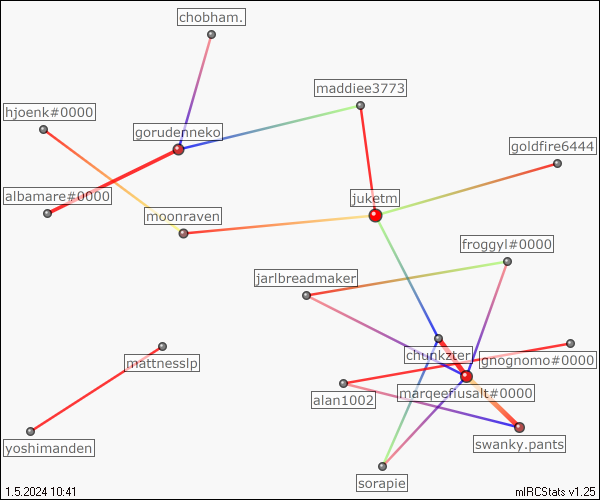 chobham.
maddiee3773
hjoenk#0000
gorudenneko
goldfire6444
albamare#0000
juketm
moonraven
froggyl#0000
jarlbreadmaker
chunkzter
gnognomo#0000
mattnesslp
marqeefiusalt#0000
alan1002
swanky.pants
yoshimanden
sorapie
1.5.2024 10:41
mIRCStats v1.25